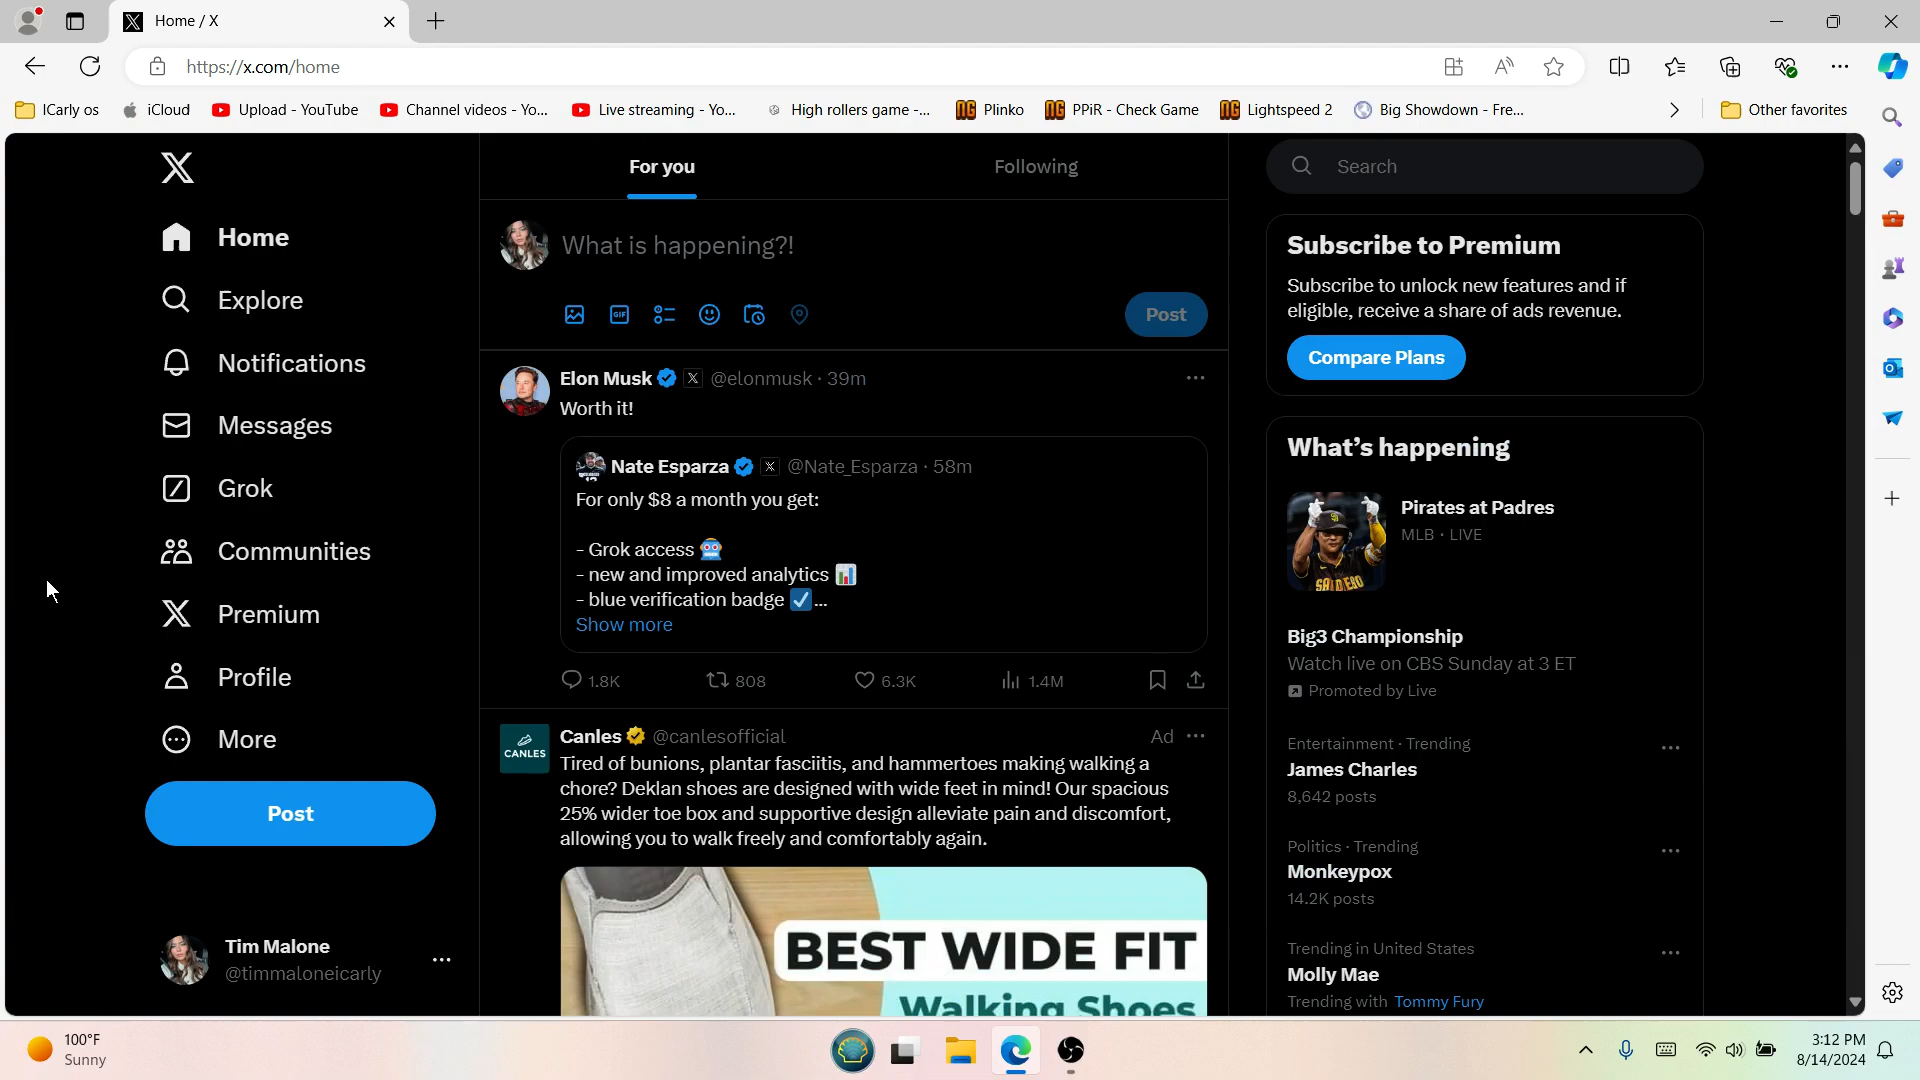 Home / X
https://x.com/home
ICarly os
iCloud
Upload - YouTube
Channel videos - Yo...
Live streaming - Yo...
High rollers game -...
Plinko
PPiR - Check Game
Lightspeed 2
Big Showdown - Fre...
Other favorites
Home
Explore
Notifications
Messages
Grok
Communities
Premium
Profile
More
Post
Tim Malone
@timmaloneicarly
For you
Following
What is happening?!
GIF
Post
Elon Musk @elonmusk · 39m
Worth it!
Nate Esparza @Nate_Esparza · 58m
For only $8 a month you get:
- Grok access 🤖
- new and improved analytics 📊
- blue verification badge ☑️...
Show more
1.8K
808
6.3K
1.4M
CANLES
Canles @canlesofficial
Ad
Tired of bunions, plantar fasciitis, and hammertoes making walking a
chore? Deklan shoes are designed with wide feet in mind! Our spacious
25% wider toe box and supportive design alleviate pain and discomfort,
allowing you to walk freely and comfortably again.
BEST WIDE FIT
Walking Shoes
Search
Subscribe to Premium
Subscribe to unlock new features and if
eligible, receive a share of ads revenue.
Compare Plans
What's happening
SAN DIEGO
Pirates at Padres
MLB · LIVE
Big3 Championship
Watch live on CBS Sunday at 3 ET
Promoted by Live
Entertainment · Trending
James Charles
8,642 posts
Politics · Trending
Monkeypox
14.2K posts
Trending in United States
Molly Mae
Trending with Tommy Fury
100°F
Sunny
3:12 PM
8/14/2024